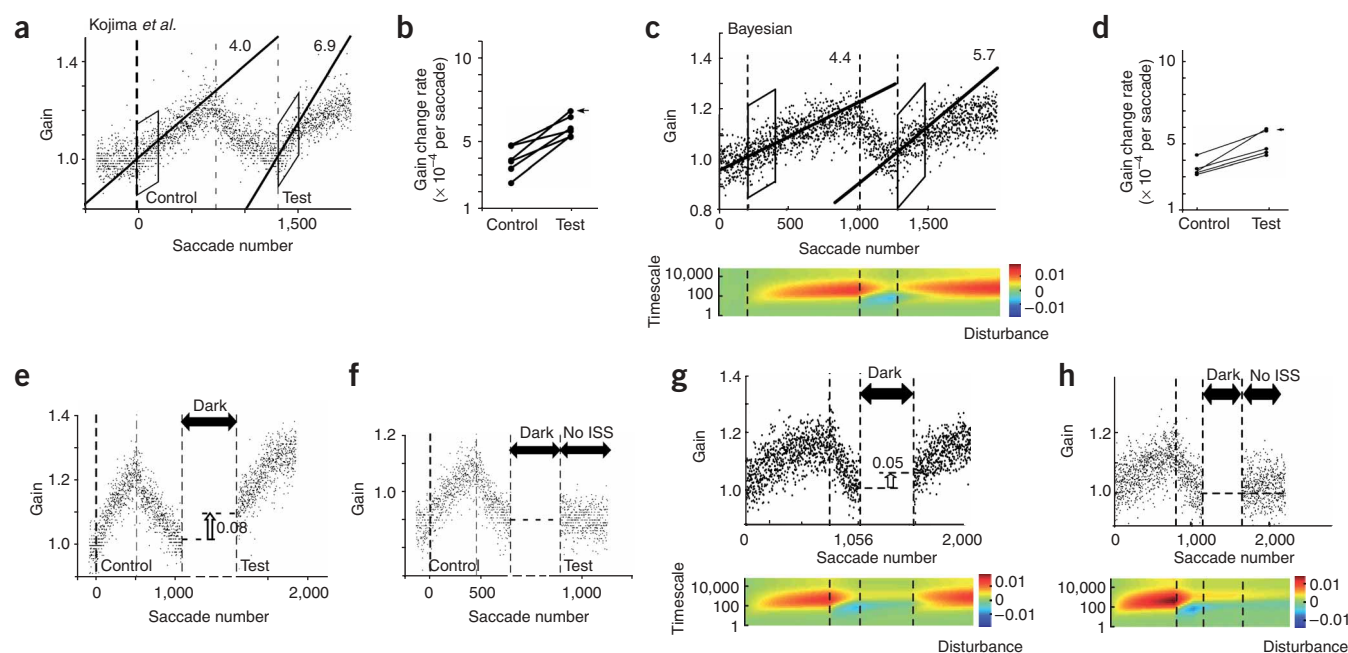 a
Kojima et al.
4.0
6.9
1.4
1.0
Gain
Control
Test
0
1,500
Saccade number
b
10
5
1
Gain change rate
(× 10⁻⁴ per saccade)
Control
Test
c
Bayesian
4.4
5.7
1.4
1.2
1.0
0.8
Gain
0
500
1,000
1,500
Saccade number
10,000
100
1
Timescale
0.01
0
−0.01
Disturbance
d
10
5
1
Gain change rate
(× 10⁻⁴ per saccade)
Control
Test
e
Dark
1.4
1.2
1.0
Gain
0.08
Control
Test
0
1,000
2,000
Saccade number
f
Dark
No ISS
1.2
1.0
Gain
Control
Test
0
500
1,000
Saccade number
g
Dark
1.4
1.2
1.0
Gain
0.05
0
1,056
2,000
Saccade number
10,000
100
1
Timescale
0.01
0
−0.01
Disturbance
h
Dark
No ISS
1.2
1.0
Gain
0
1,000
2,000
Saccade number
10,000
100
1
0.01
0
−0.01
Disturbance